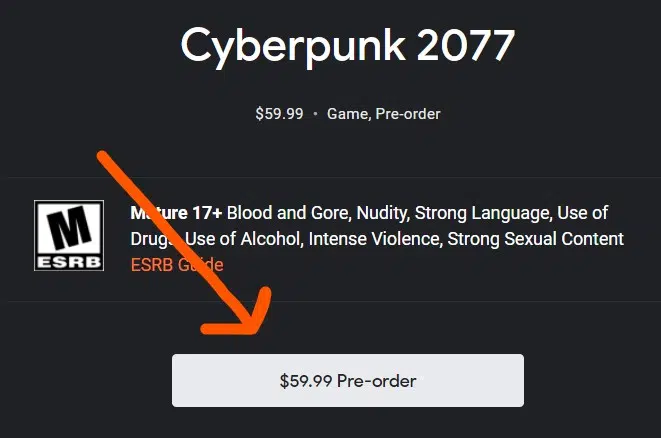 Cyberpunk 2077
$59.99 • Game, Pre-order
M
ESRB
Mature 17+ Blood and Gore, Nudity, Strong Language, Use of
Drugs, Use of Alcohol, Intense Violence, Strong Sexual Content
ESRB Guide
$59.99 Pre-order